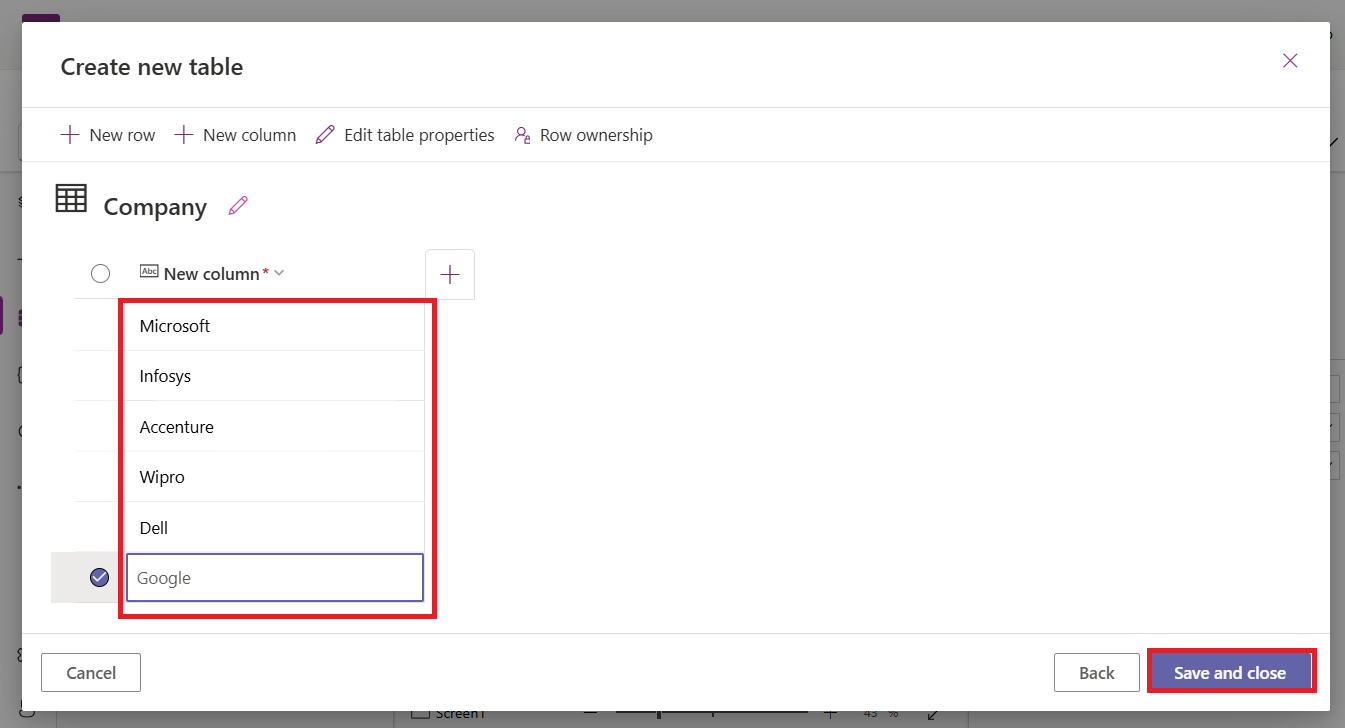 Create new table
New row New column Edit table properties Row ownership
Company
Abc New column*
Microsoft
Infosys
Accenture
Wipro
Dell
Google
Cancel Back Save and close
Screen1 43 %